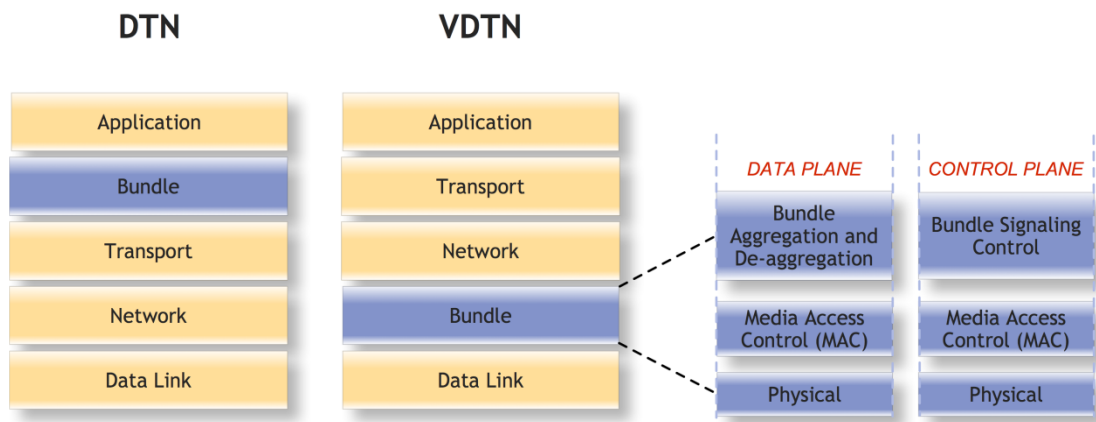 DTN
VDTN
Application
Bundle
Transport
Network
Data Link
Application
Transport
Network
Bundle
Data Link
DATA PLANE
Bundle
Aggregation and
De-aggregation
Media Access
Control (MAC)
Physical
CONTROL PLANE
Bundle Signaling
Control
Media Access
Control (MAC)
Physical